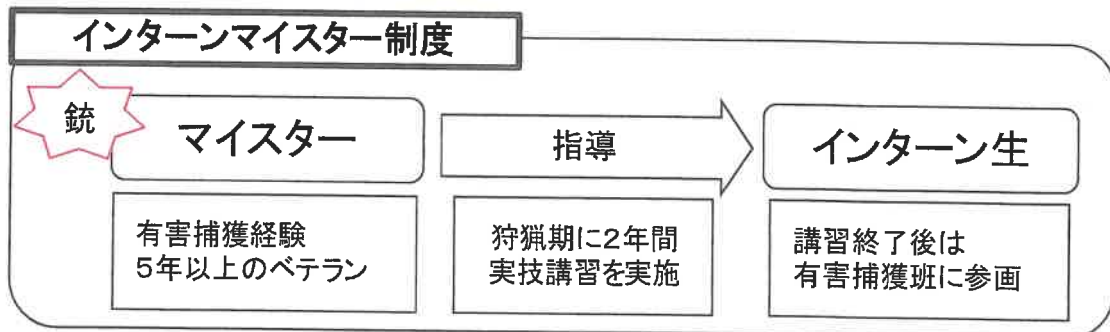 インターンマイスター制度
銃
マイスター
指導
インターン生
有害捕獲経験
5年以上のベテラン
狩猟期に2年間
実技講習を実施
講習終了後は
有害捕獲班に参画